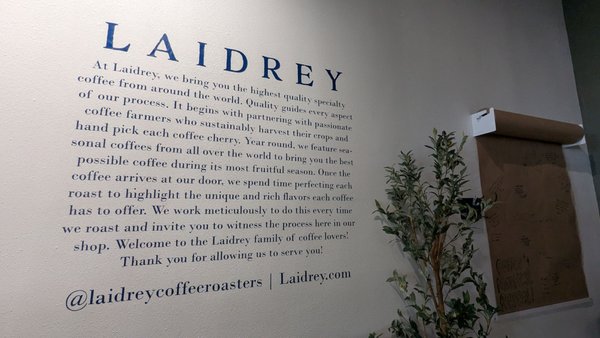 LAIDREY
At Laidrey, we bring you the highest quality specialty
coffee from around the world. Quality guides every aspect
of our process. It begins with partnering with passionate
coffee farmers who sustainably harvest their crops and
hand pick each coffee cherry. Year round, we feature sea-
sonal coffees from all over the world to bring you the best
possible coffee during its most fruitful season. Once the
coffee arrives at our door, we spend time perfecting each
roast to highlight the unique and rich flavors each coffee
has to offer. We work meticulously to do this every time
we roast and invite you to witness the process here in our
shop. Welcome to the Laidrey family of coffee lovers!
Thank you for allowing us to serve you!
@laidreycoffeeroasters | Laidrey.com